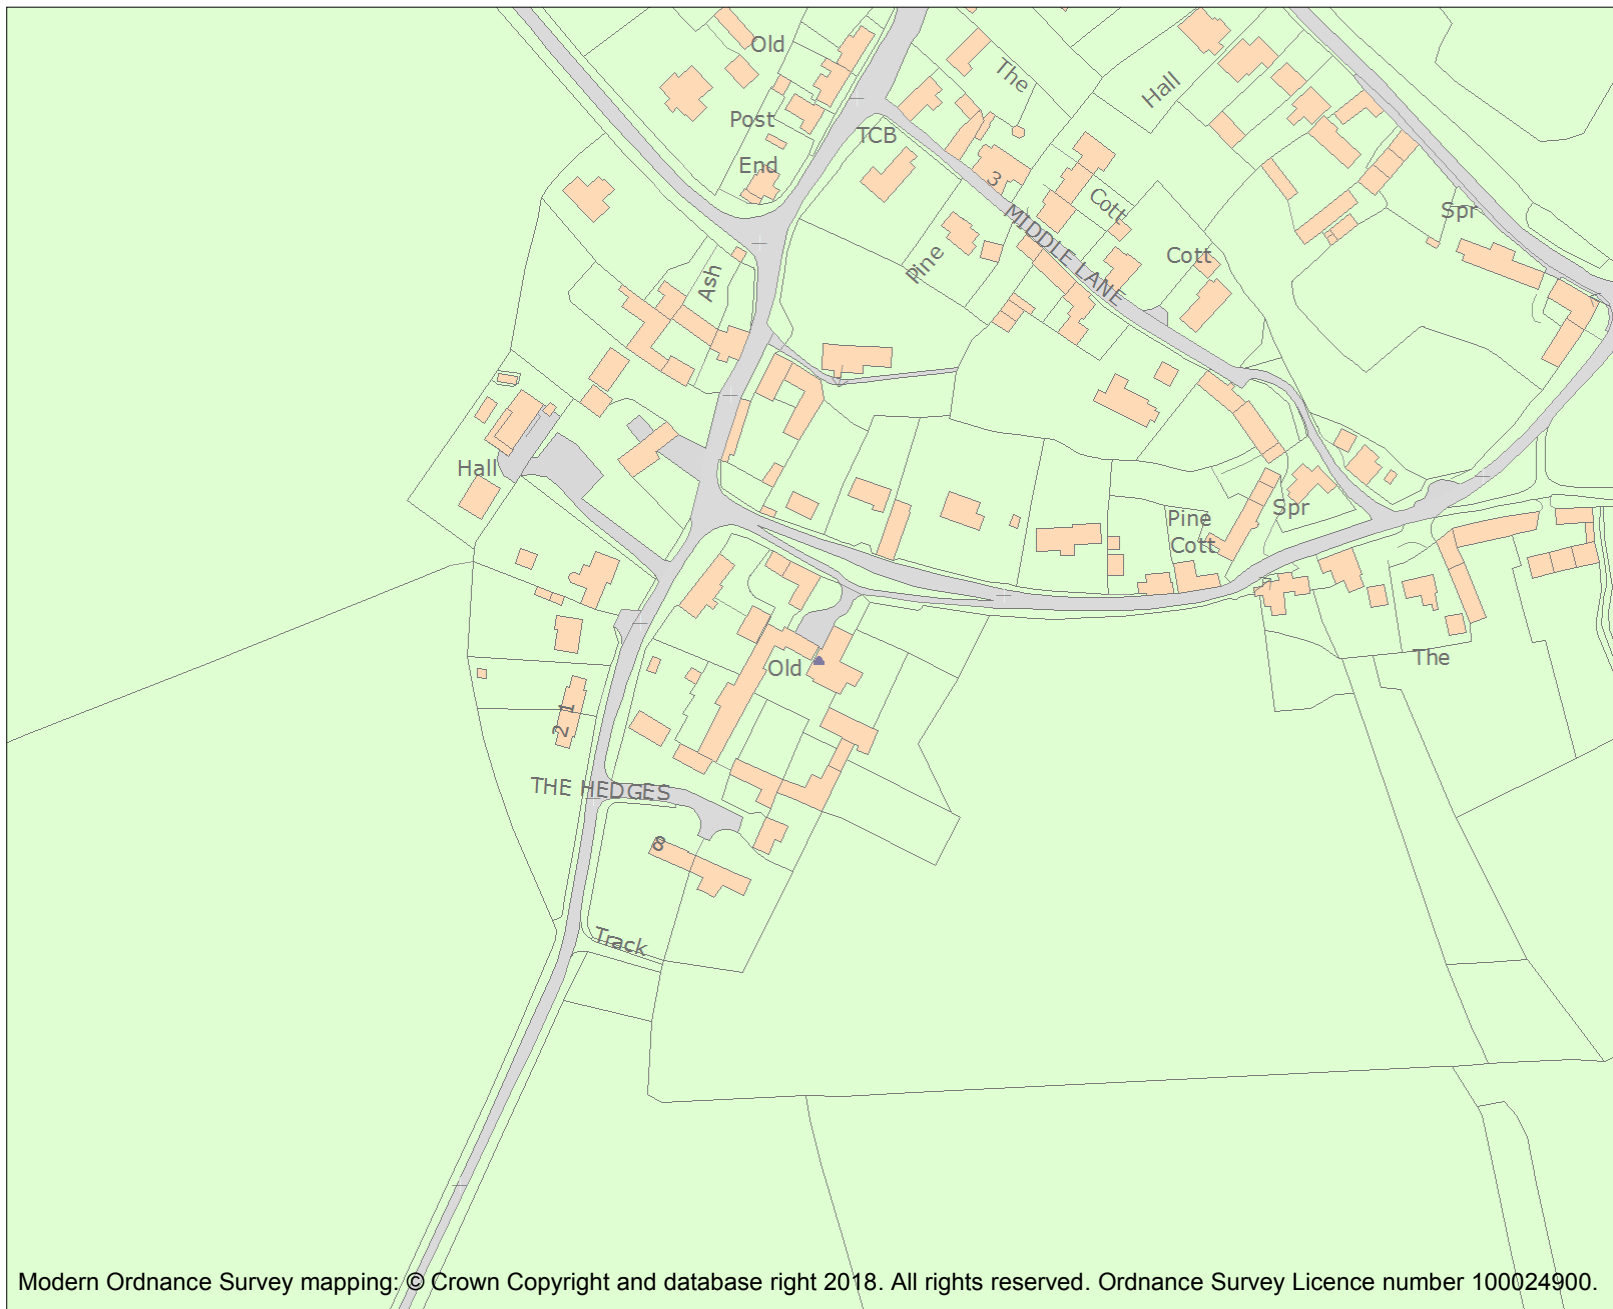 Old
The
Hall
Post
TCB
End
3
Cott
MIDDLE LANE
Spr
Pine
Cott
Ash
Hall
Pine
Cott
Spr
Old
The
1
2
THE HEDGES
8
Track
Modern Ordnance Survey mapping: © Crown Copyright and database right 2018. All rights reserved. Ordnance Survey Licence number 100024900.